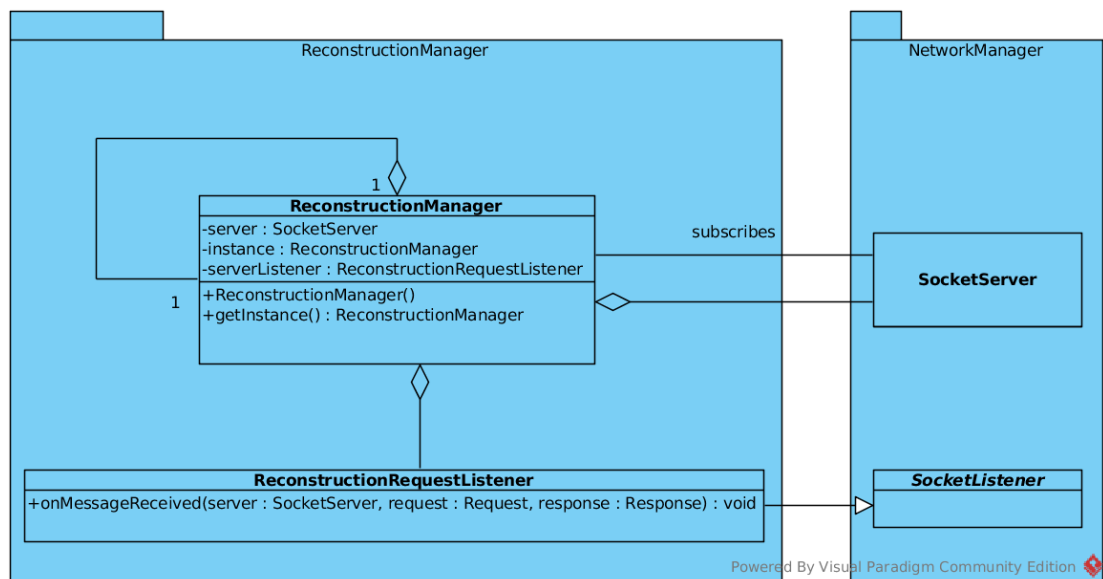 ReconstructionManager
NetworkManager
1
ReconstructionManager
-server : SocketServer
-instance : ReconstructionManager
-serverListener : ReconstructionRequestListener
+ReconstructionManager()
+getInstance() : ReconstructionManager
1
subscribes
SocketServer
ReconstructionRequestListener
+onMessageReceived(server : SocketServer, request : Request, response : Response) : void
SocketListener
Powered By Visual Paradigm Community Edition